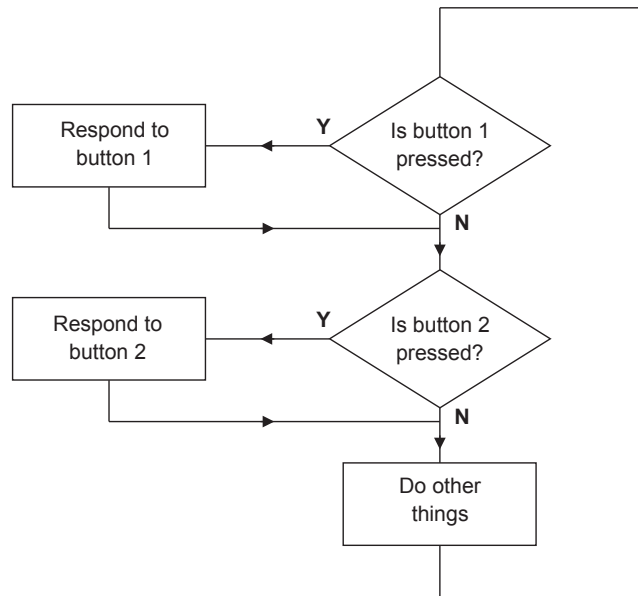 Is button 1
pressed?
Y
Respond to
button 1
N
Is button 2
pressed?
Y
Respond to
button 2
N
Do other
things